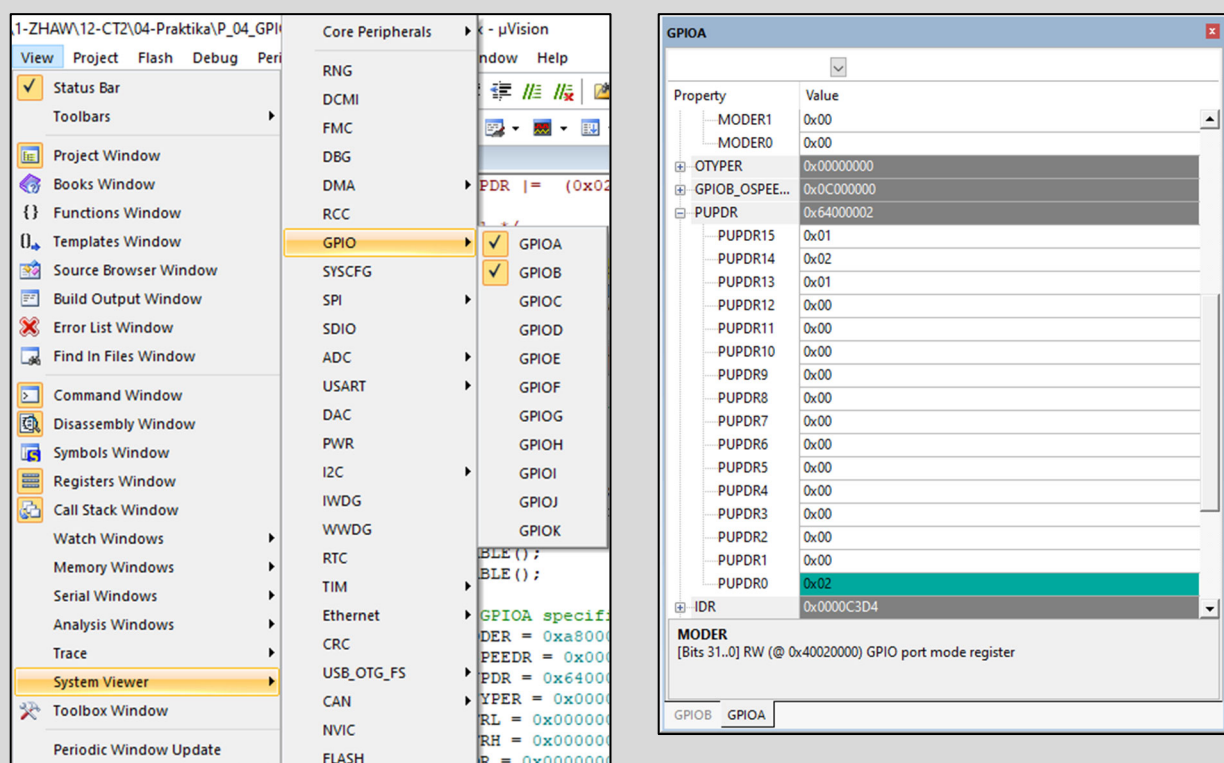 \1-ZHAW\12-CT2\04-Praktika\P_04_GPI
View Project Flash Debug Peri
Status Bar
Toolbars
Project Window
Books Window
Functions Window
Templates Window
Source Browser Window
Build Output Window
Error List Window
Find In Files Window
Command Window
Disassembly Window
Symbols Window
Registers Window
Call Stack Window
Watch Windows
Memory Windows
Serial Windows
Analysis Windows
Trace
System Viewer
Toolbox Window
Periodic Window Update
Core Peripherals
RNG
DCMI
FMC
DBG
DMA
RCC
GPIO
SYSCFG
SPI
SDIO
ADC
USART
DAC
PWR
I2C
IWDG
WWDG
RTC
TIM
Ethernet
CRC
USB_OTG_FS
CAN
NVIC
FLASH
x - µVision
ndow Help
PDR |= (0x02
GPIOA
GPIOB
GPIOC
GPIOD
GPIOE
GPIOF
GPIOG
GPIOH
GPIOI
GPIOJ
GPIOK
BLE();
BLE();
GPIOA specifi
DER = 0xa8000
PEEDR = 0x000
PDR = 0x64000
YPER = 0x0000
RL = 0x000000
RH = 0x000000
R = 0x0000000
GPIOA
Property Value
MODER1 0x00
MODER0 0x00
OTYPER 0x00000000
GPIOB_OSPEE... 0x0C000000
PUPDR 0x64000002
PUPDR15 0x01
PUPDR14 0x02
PUPDR13 0x01
PUPDR12 0x00
PUPDR11 0x00
PUPDR10 0x00
PUPDR9 0x00
PUPDR8 0x00
PUPDR7 0x00
PUPDR6 0x00
PUPDR5 0x00
PUPDR4 0x00
PUPDR3 0x00
PUPDR2 0x00
PUPDR1 0x00
PUPDR0 0x02
IDR 0x0000C3D4
MODER
[Bits 31..0] RW (@ 0x40020000) GPIO port mode register
GPIOB GPIOA